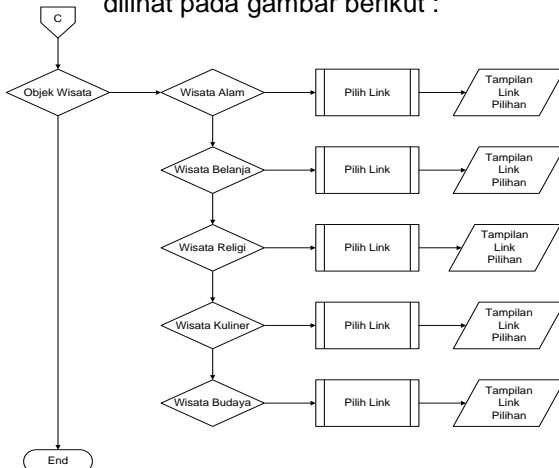 dilihat pada gambar berikut :
C
Objek Wisata
Wisata Alam
Pilih Link
Tampilan
Link
Pilihan
Wisata Belanja
Pilih Link
Tampilan
Link
Pilihan
Wisata Religi
Pilih Link
Tampilan
Link
Pilihan
Wisata Kuliner
Pilih Link
Tampilan
Link
Pilihan
Wisata Budaya
Pilih Link
Tampilan
Link
Pilihan
End